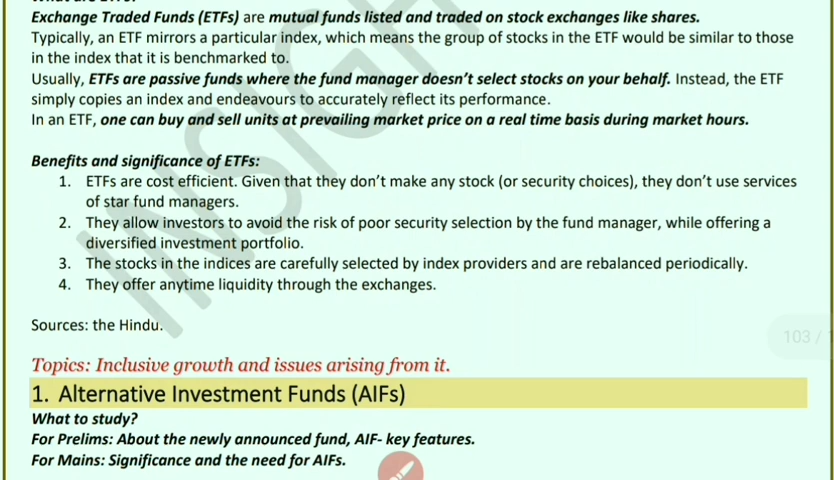 Exchange Traded Funds (ETFs) are mutual funds listed and traded on stock exchanges like shares.
Typically, an ETF mirrors a particular index, which means the group of stocks in the ETF would be similar to those
in the index that it is benchmarked to.
Usually, ETFs are passive funds where the fund manager doesn't select stocks on your behalf. Instead, the ETF
simply copies an index and endeavours to accurately reflect its performance.
In an ETF, one can buy and sell units at prevailing market price on a real time basis during market hours.
Benefits and significance of ETFs:
1. ETFs are cost efficient. Given that they don't make any stock (or security choices), they don't use services
of star fund managers.
2. They allow investors to avoid the risk of poor security selection by the fund manager, while offering a
diversified investment portfolio.
3. The stocks in the indices are carefully selected by index providers and are rebalanced periodically.
4. They offer anytime liquidity through the exchanges.
Sources: the Hindu.
103 /
Topics: Inclusive growth and issues arising from it.
1. Alternative Investment Funds (AIFs)
What to study?
For Prelims: About the newly announced fund, AIF- key features.
For Mains: Significance and the need for AIFs.